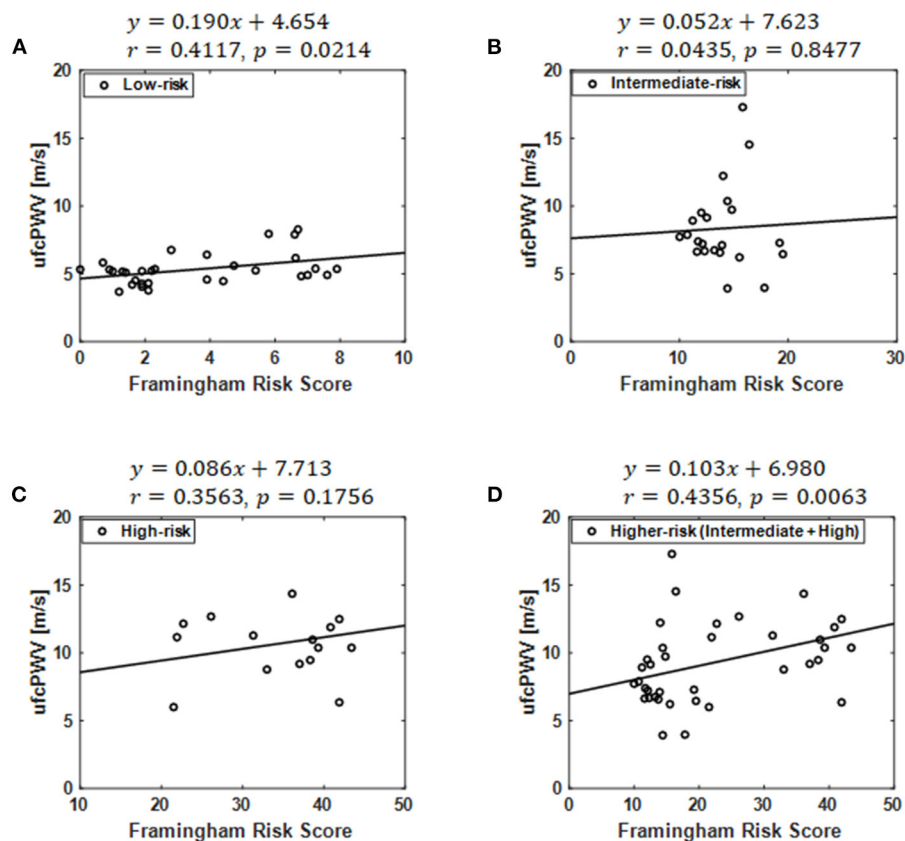 A
y = 0.190x + 4.654
r = 0.4117, p = 0.0214
Low-risk
20
15
10
5
0
ufcPWV [m/s]
0 2 4 6 8 10
Framingham Risk Score
B
y = 0.052x + 7.623
r = 0.0435, p = 0.8477
Intermediate-risk
20
15
10
5
0
ufcPWV [m/s]
0 10 20 30
Framingham Risk Score
C
y = 0.086x + 7.713
r = 0.3563, p = 0.1756
High-risk
20
15
10
5
0
ufcPWV [m/s]
10 20 30 40 50
Framingham Risk Score
D
y = 0.103x + 6.980
r = 0.4356, p = 0.0063
Higher-risk (Intermediate + High)
20
15
10
5
0
ufcPWV [m/s]
0 10 20 30 40 50
Framingham Risk Score